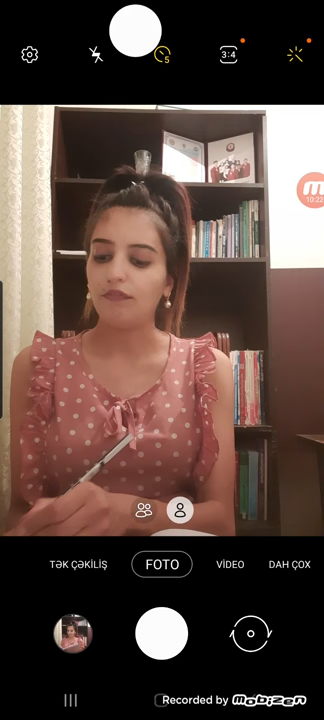 5
3:4
m
10:22
TƏK ÇƏKİLİŞ
FOTO
VİDEO
DAH ÇOX
Recorded by Mobizen